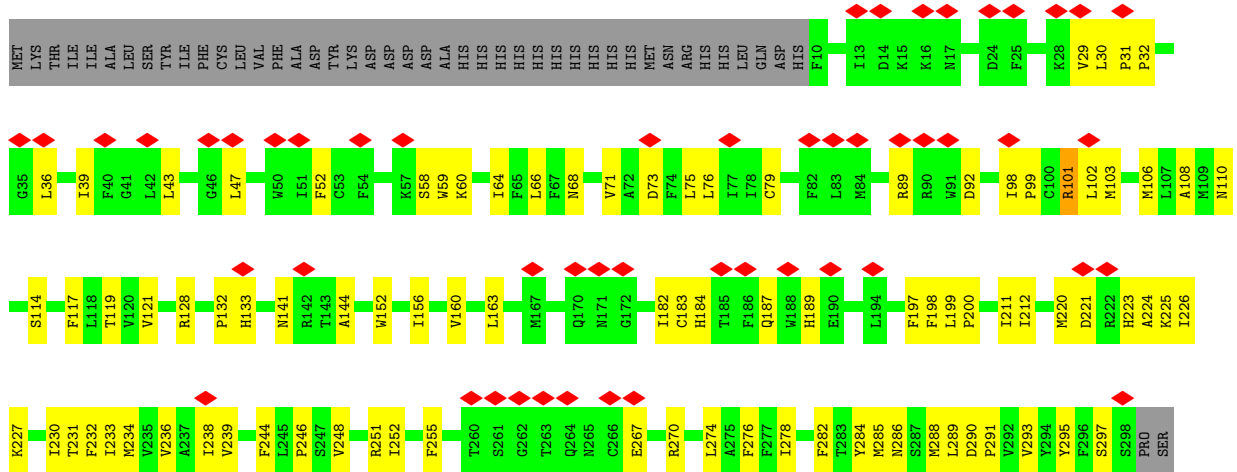 MET LYS THR ILE ILE ALA LEU SER TYR ILE PHE CYS LEU VAL PHE ALA ASP TYR LYS ASP ASP ASP ASP ALA HIS HIS HIS HIS HIS HIS HIS HIS HIS HIS MET ASN ARG HIS HIS LEU GLN ASP HIS F10 I13 D14 K15 K16 N17 D24 F25 K28 V29 L30 P31 P32
G35 L36 I39 F40 G41 L42 L43 G46 L47 W50 I51 F52 C53 F54 K57 S58 W59 K60 I64 F65 L66 F67 N68 V71 A72 D73 F74 L75 L76 I77 I78 C79 F82 L83 M84 R89 R90 W91 D92 I98 P99 C100 R101 L102 M103 M106 L107 A108 M109 N110
S114 F117 L118 T119 V120 V121 R128 P132 H133 N141 R142 T143 A144 W152 I156 V160 L163 M167 Q170 N171 G172 I182 C183 H184 T185 F186 Q187 W188 H189 E190 L194 F197 F198 L199 P200 I211 I212 M220 D221 R222 H223 A224 K225 I226
K227 I230 T231 F232 I233 M234 V235 V236 A237 I238 V239 F244 L245 P246 S247 V248 R251 I252 F255 T260 S261 G262 T263 Q264 N265 C266 E267 R270 L274 A275 F276 F277 I278 F282 T283 Y284 M285 N286 S287 M288 L289 D290 P291 V292 V293 Y294 Y295 F296 S297 S298 PRO SER